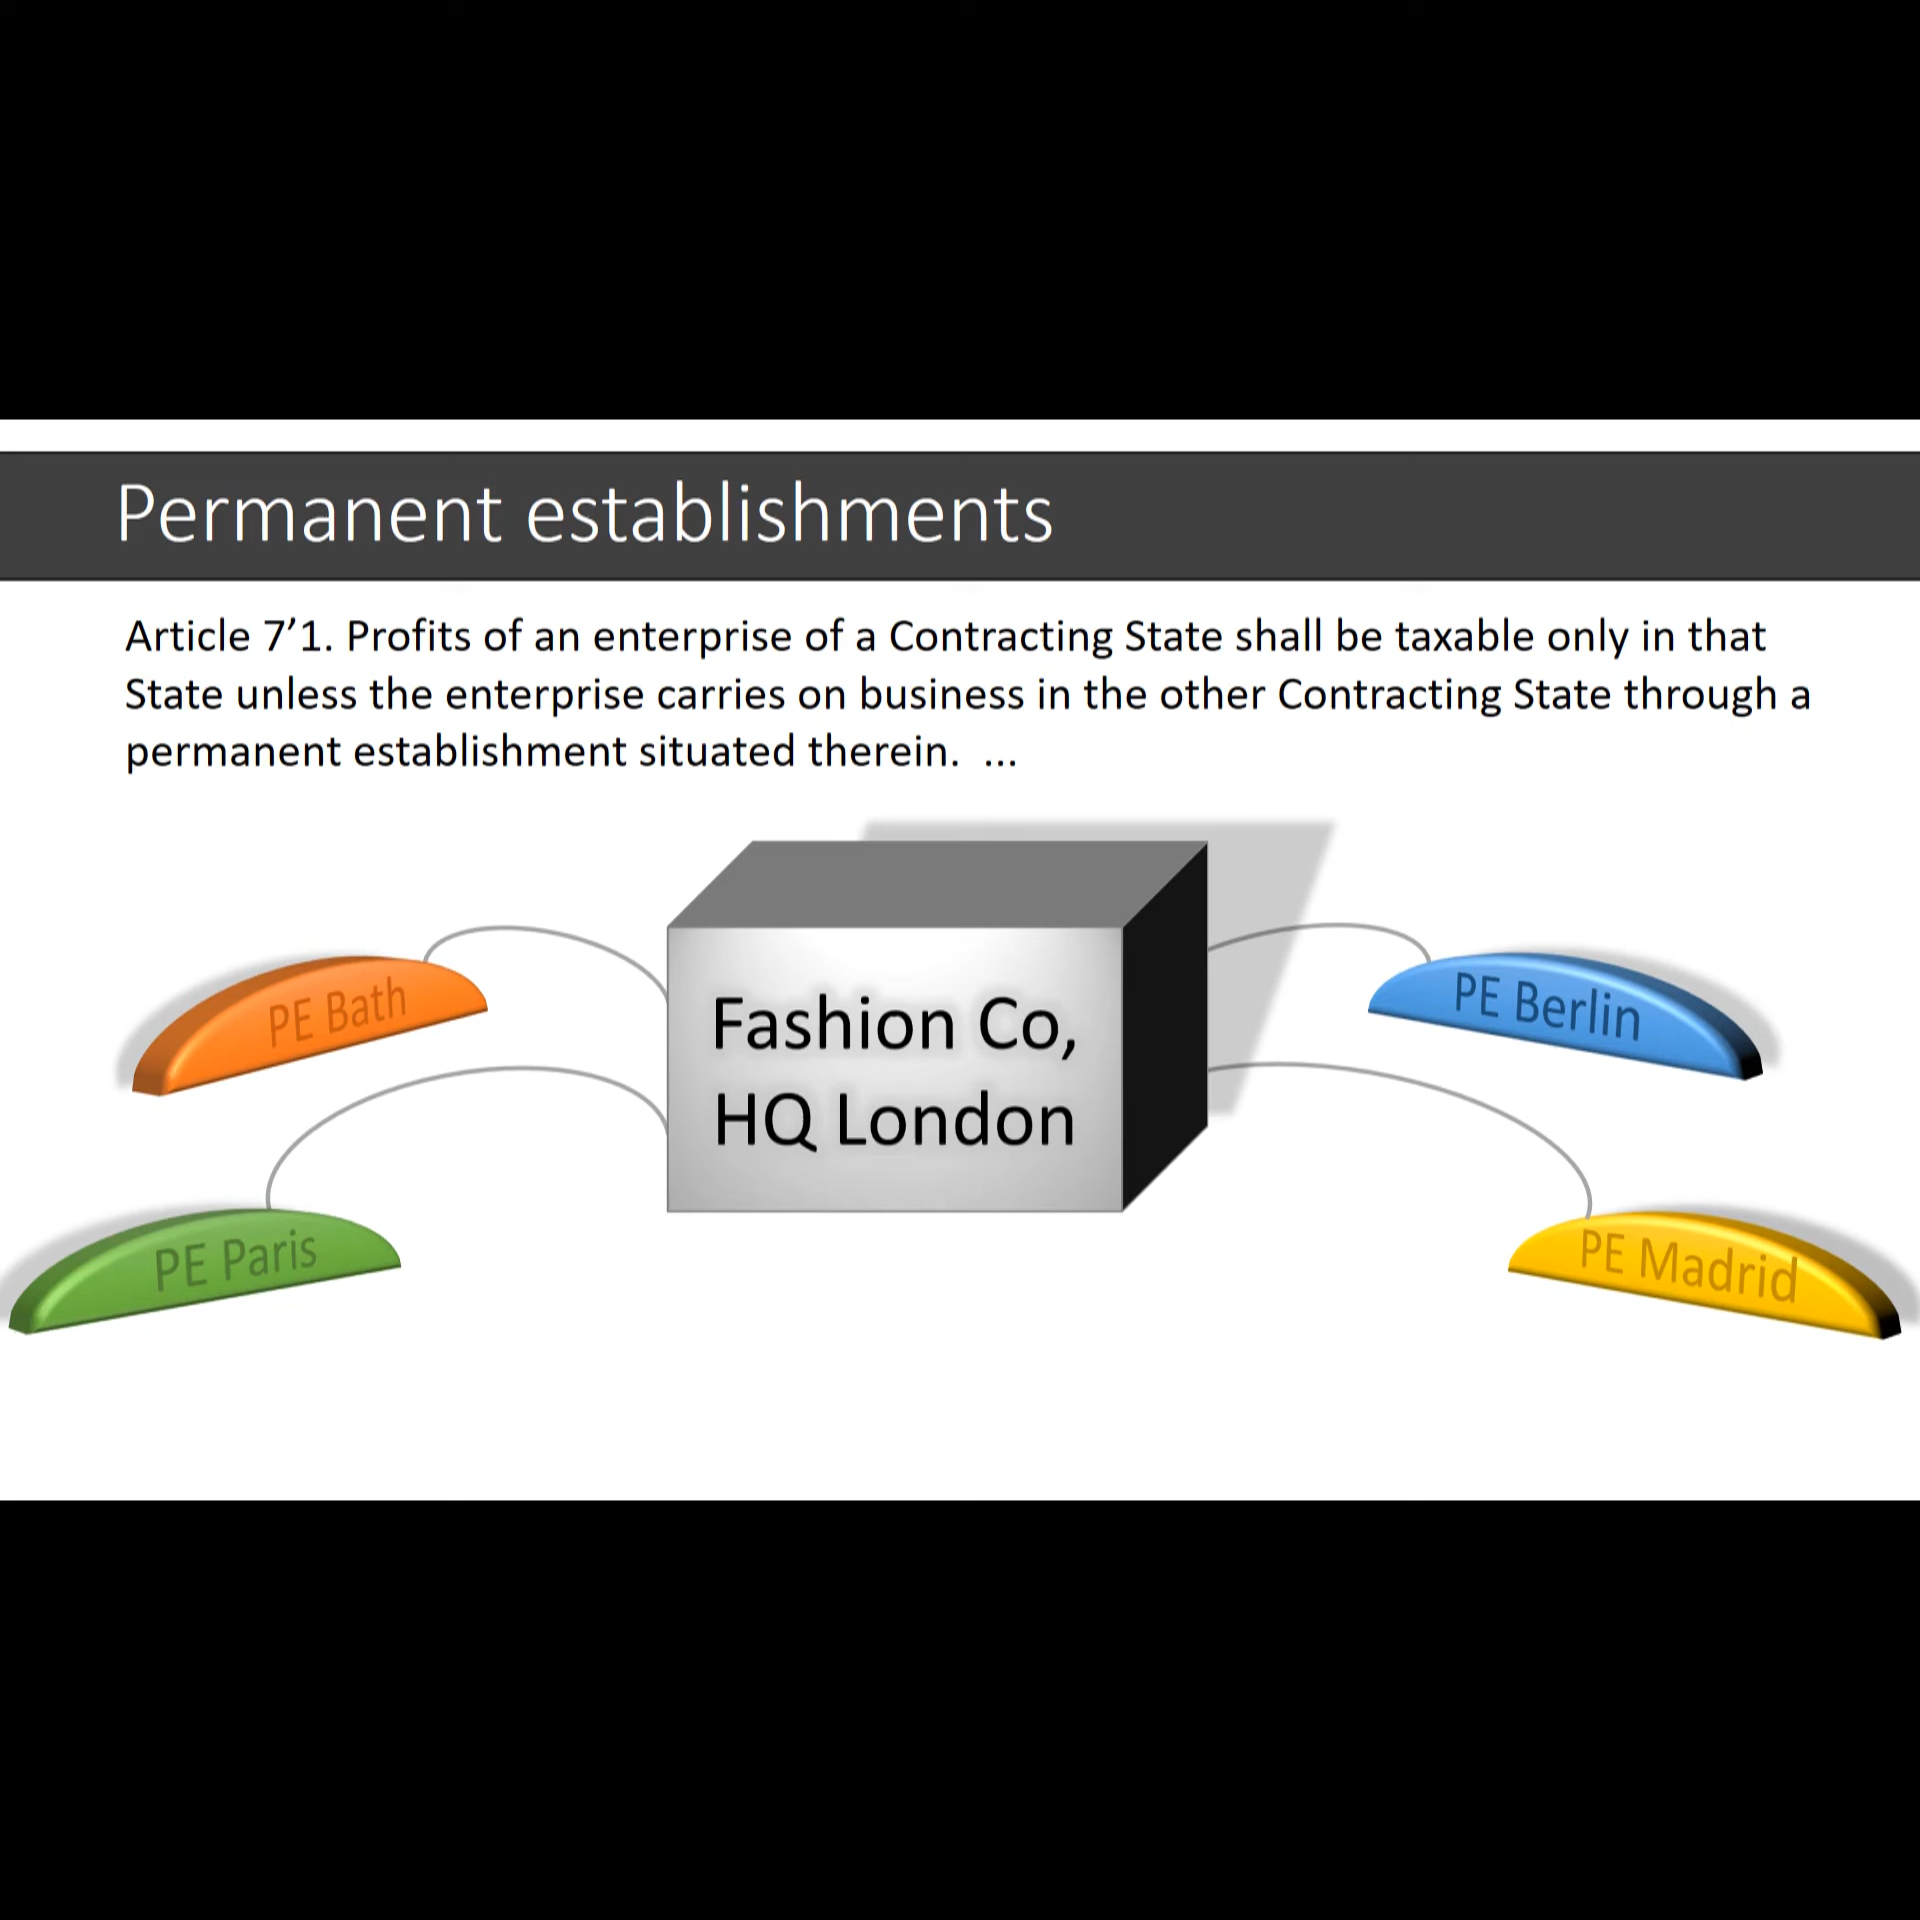 Permanent establishments
Article 7’1. Profits of an enterprise of a Contracting State shall be taxable only in that
State unless the enterprise carries on business in the other Contracting State through a
permanent establishment situated therein.  ...
PE Bath
Fashion Co,
HQ London
PE Berlin
PE Paris
PE Madrid